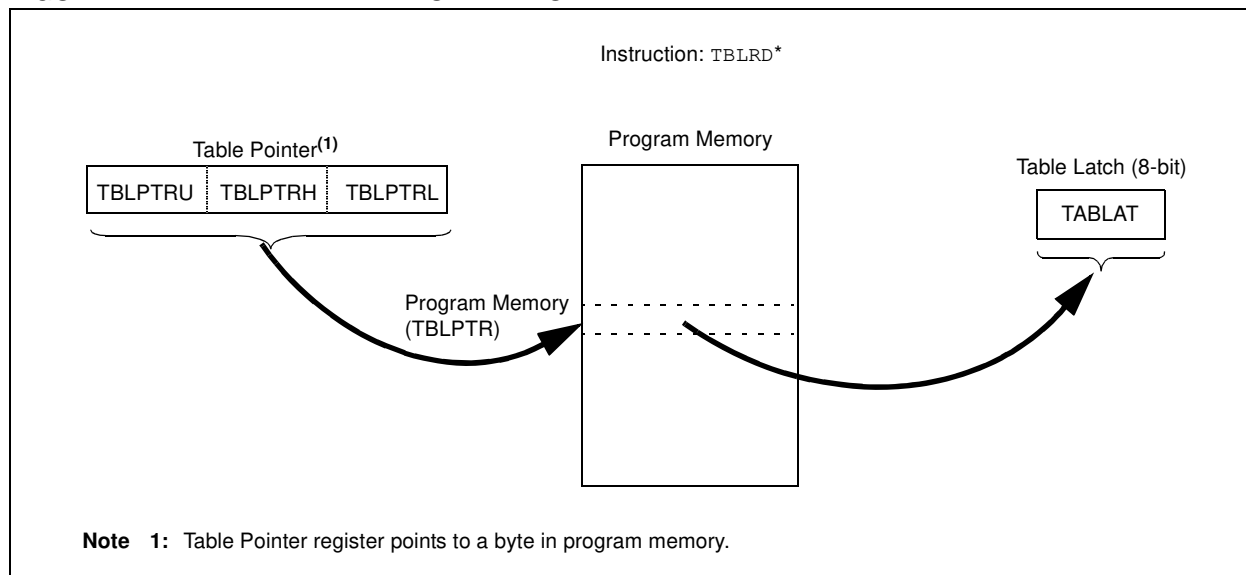 Instruction: TBLRD*
Table Pointer(1)
Program Memory
Table Latch (8-bit)
TBLPTRU TBLPTRH TBLPTRL
TABLAT
Program Memory
(TBLPTR)
Note 1: Table Pointer register points to a byte in program memory.